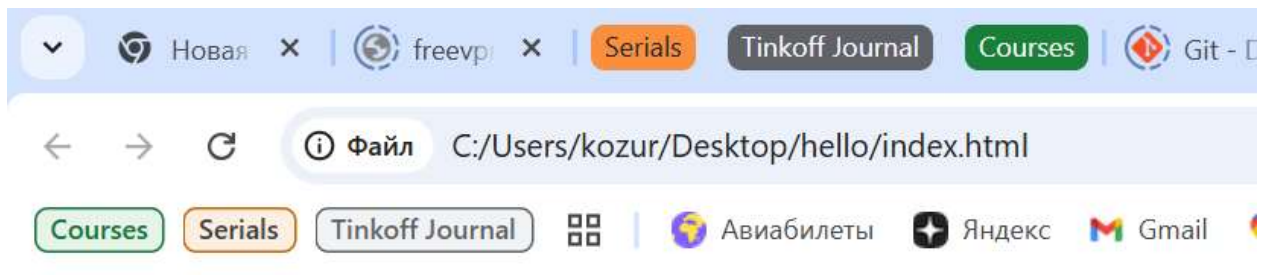 Новая freevp Serials Tinkoff Journal Courses Git -
Файл C:/Users/kozur/Desktop/hello/index.html
Courses Serials Tinkoff Journal Авиабилеты Яндекс Gmail